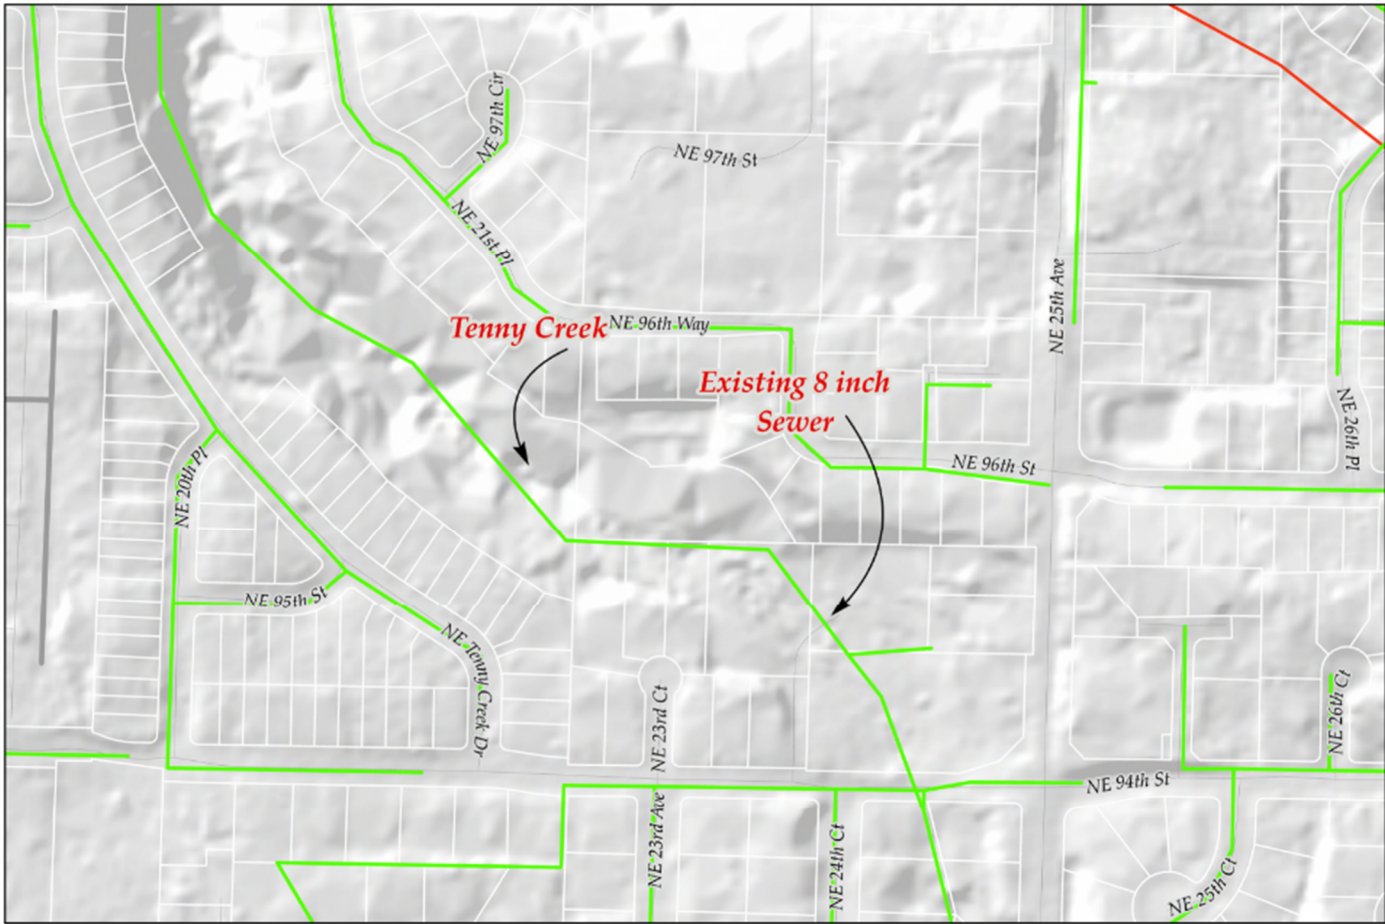 NE 97th Cir
NE 97th St
NE 21st Pl
NE 25th Ave
Tenny Creek
NE 96th Way
Existing 8 inch
Sewer
NE 96th St
NE 26th Pl
NE 20th Pl
NE 95th St
NE Tenny Creek Dr
NE 23rd Ct
NE 26th Ct
NE 94th St
NE 23rd Ave
NE 24th Ct
NE 25th Ct